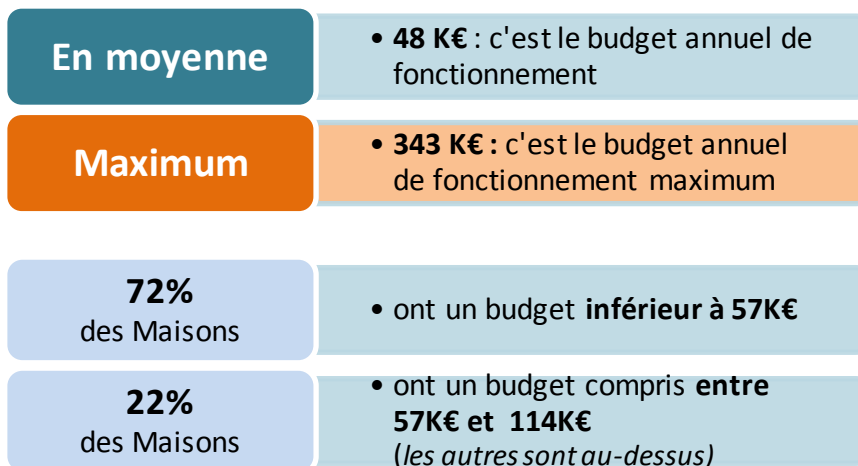 En moyenne
• 48 K€ : c'est le budget annuel de
fonctionnement
Maximum
• 343 K€ : c'est le budget annuel
de fonctionnement maximum
72%
des Maisons
• ont un budget inférieur à 57K€
22%
des Maisons
• ont un budget compris entre
57K€ et 114K€
(les autres sont au-dessus)